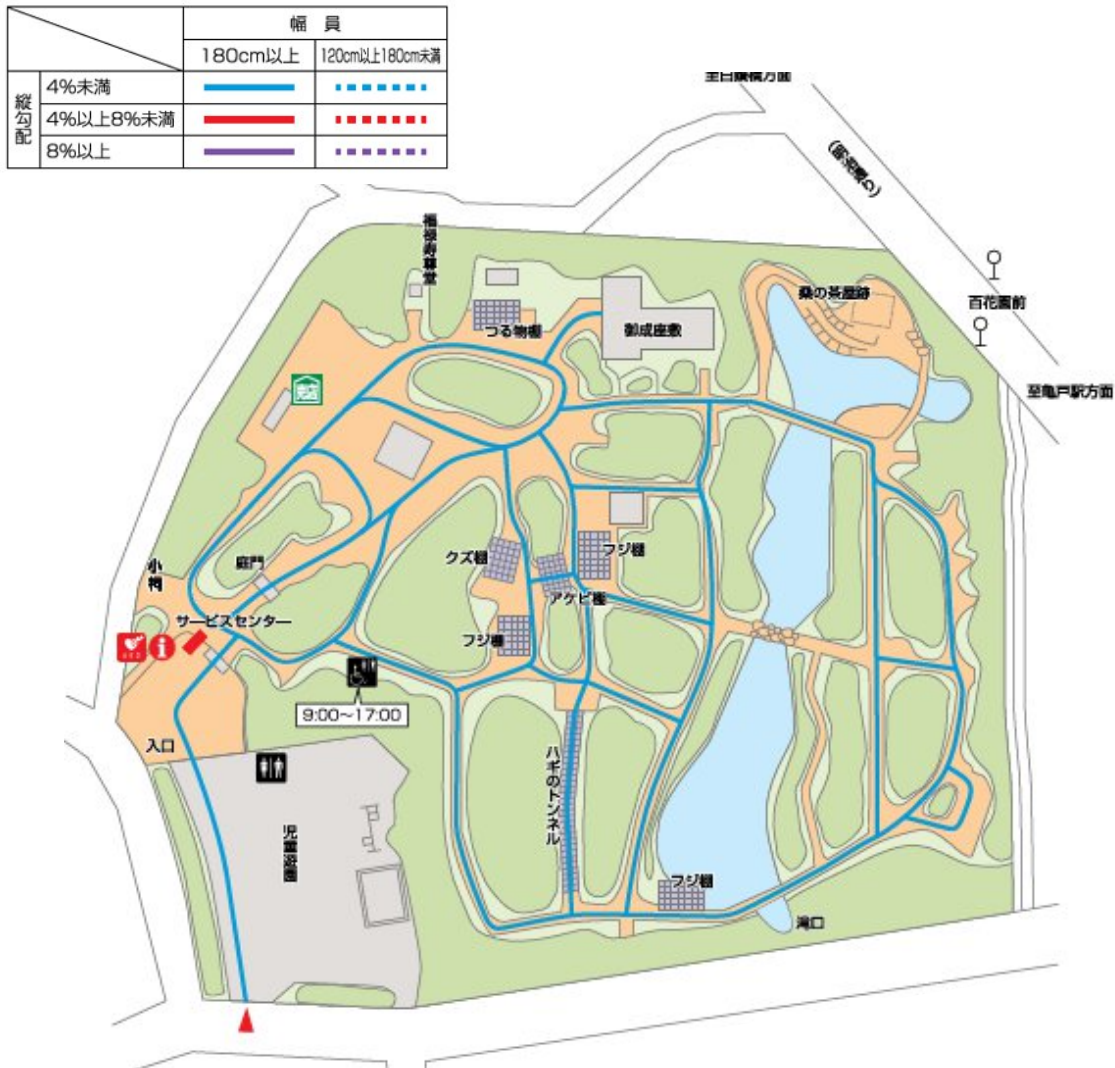 幅 員
180cm以上
120cm以上180cm未満
縦勾配
4%未満
4%以上8%未満
8%以上
至白鬚橋方面
福禄寿尊堂
つる物棚
御成座敷
桑の茶屋跡
百花園前
至亀戸駅方面
売店
小祠
庭門
サービスセンター
クズ棚
フジ棚
アケビ棚
フジ棚
9:00~17:00
入口
ハギのトンネル
児童遊園
フジ棚
滝口